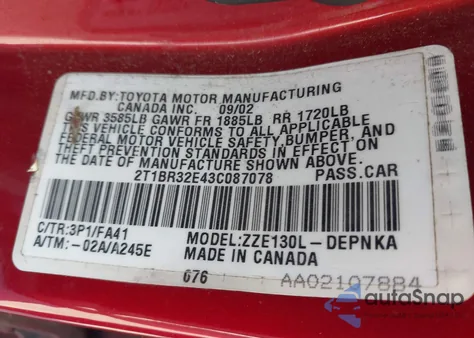 MFD.BY:TOYOTA MOTOR MANUFACTURING
CANADA INC. 09/02
GVWR 3585LB GAWR FR 1885LB RR 1720LB
THIS VEHICLE CONFORMS TO ALL APPLICABLE
FEDERAL MOTOR VEHICLE SAFETY,BUMPER, AND
THEFT PREVENTION STANDARDS IN EFFECT ON
THE DATE OF MANUFACTURE SHOWN ABOVE.
2T1BR32E43C087078 PASS.CAR
C/TR:3P1/FA41 MODEL:ZZE130L-DEPNKA
A/TM:-02A/A245E MADE IN CANADA
676 AA02107884
autoSnap